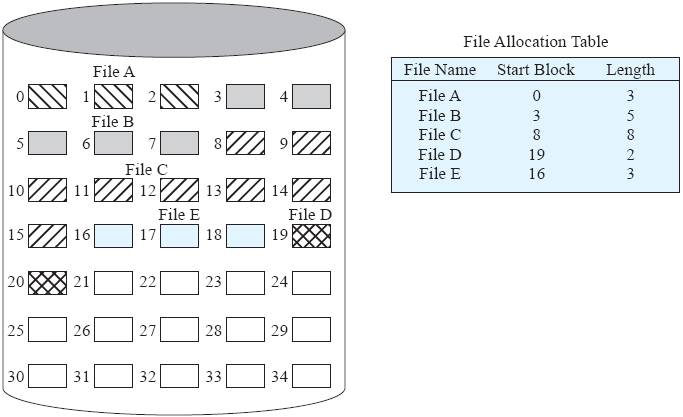 File A
0 1 2 3 4
File B
5 6 7 8 9
File C
10 11 12 13 14
File E File D
15 16 17 18 19
20 21 22 23 24
25 26 27 28 29
30 31 32 33 34
File Allocation Table
File Name Start Block Length
File A 0 3
File B 3 5
File C 8 8
File D 19 2
File E 16 3